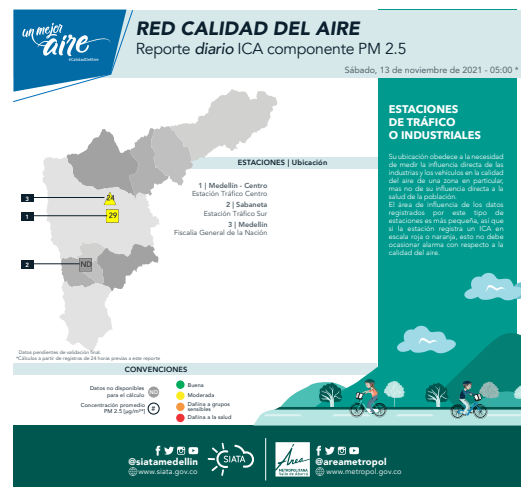 un mejor
aire
#CalidadDelAire
RED CALIDAD DEL AIRE
Reporte diario ICA componente PM 2.5
Sábado, 13 de noviembre de 2021 - 05:00 *
ESTACIONES | Ubicación
1 | Medellín - Centro
Estación Tráfico Centro
2 | Sabaneta
Estación Tráfico Sur
3 | Medellín
Fiscalía General de la Nación
3
24
1
29
2
ND
ESTACIONES
DE TRÁFICO
O INDUSTRIALES
Su ubicación obedece a la necesidad
de medir la influencia directa de las
industrias y los vehículos en la calidad
del aire de una zona en particular,
mas no de su influencia directa a la
salud de la población.
El área de influencia de los datos
registrados por este tipo de
estaciones es más pequeña, así que
si la estación registra un ICA en
escala roja o naranja, esto no debe
ocasionar alarma con respecto a la
calidad del aire.
Datos pendientes de validación final.
*Cálculos a partir de registros de 24 horas previas a este reporte
CONVENCIONES
Datos no disponibles
para el cálculo
ND
Concentración promedio
PM 2.5 [µg/m³]
#
Buena
Moderada
Dañina a grupos
sensibles
Dañina a la salud
@siatamedellin
www.siata.gov.co
SIATA
Área
METROPOLITANA
Valle de Aburrá
@areametropol
www.metropol.gov.co